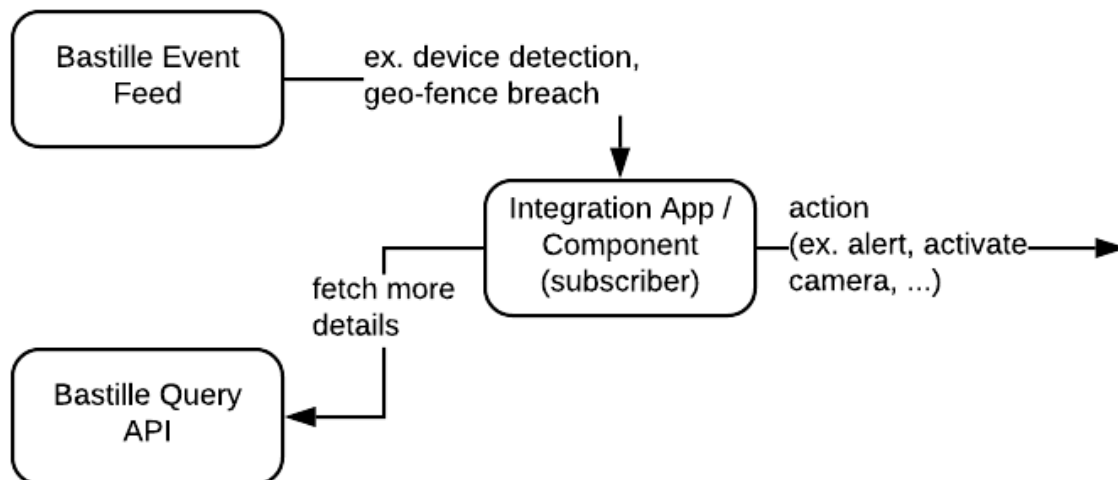 Bastille Event
Feed
ex. device detection,
geo-fence breach
Integration App /
Component
(subscriber)
action
(ex. alert, activate
camera, ...)
fetch more
details
Bastille Query
API